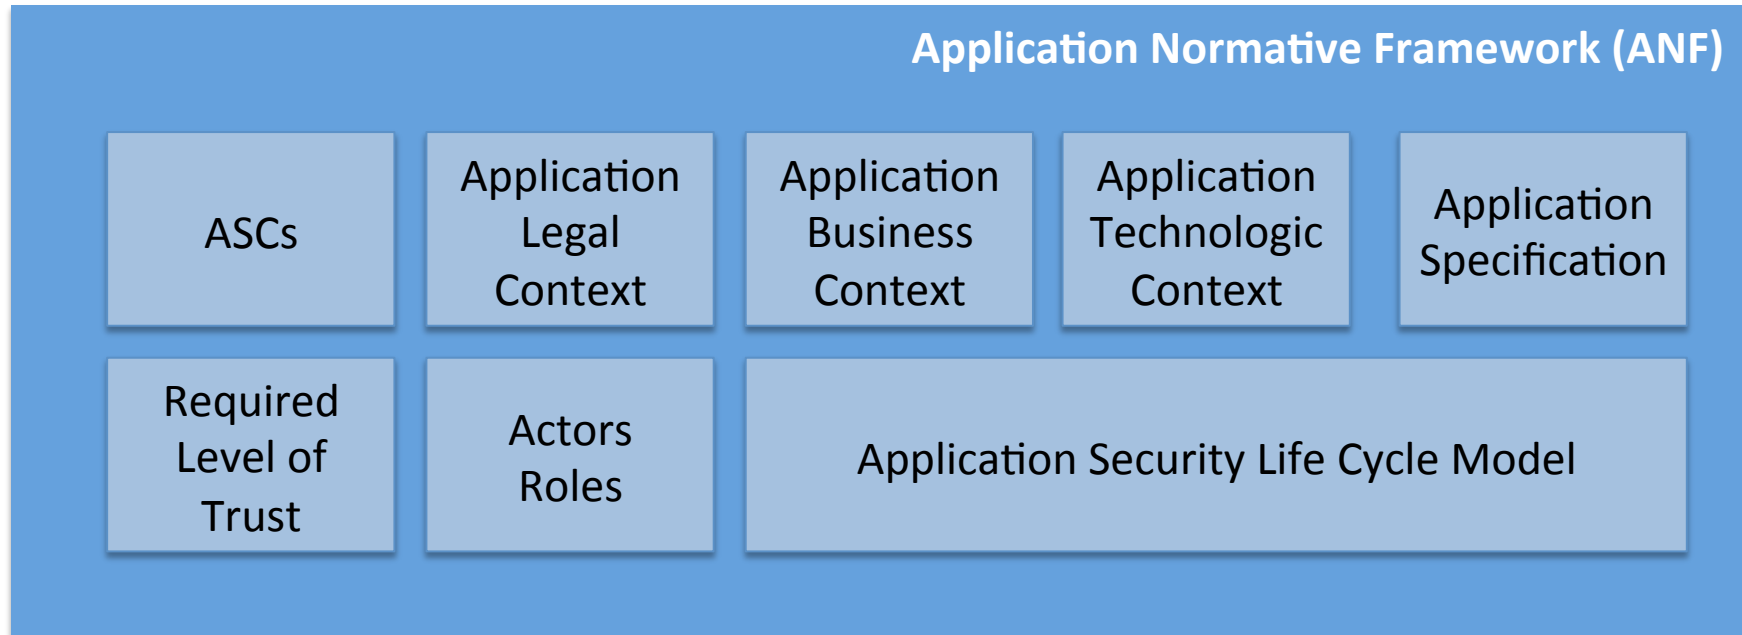 Application Normative Framework (ANF)
ASCs
Application
Legal
Context
Application
Business
Context
Application
Technologic
Context
Application
Specification
Required
Level of
Trust
Actors
Roles
Application Security Life Cycle Model